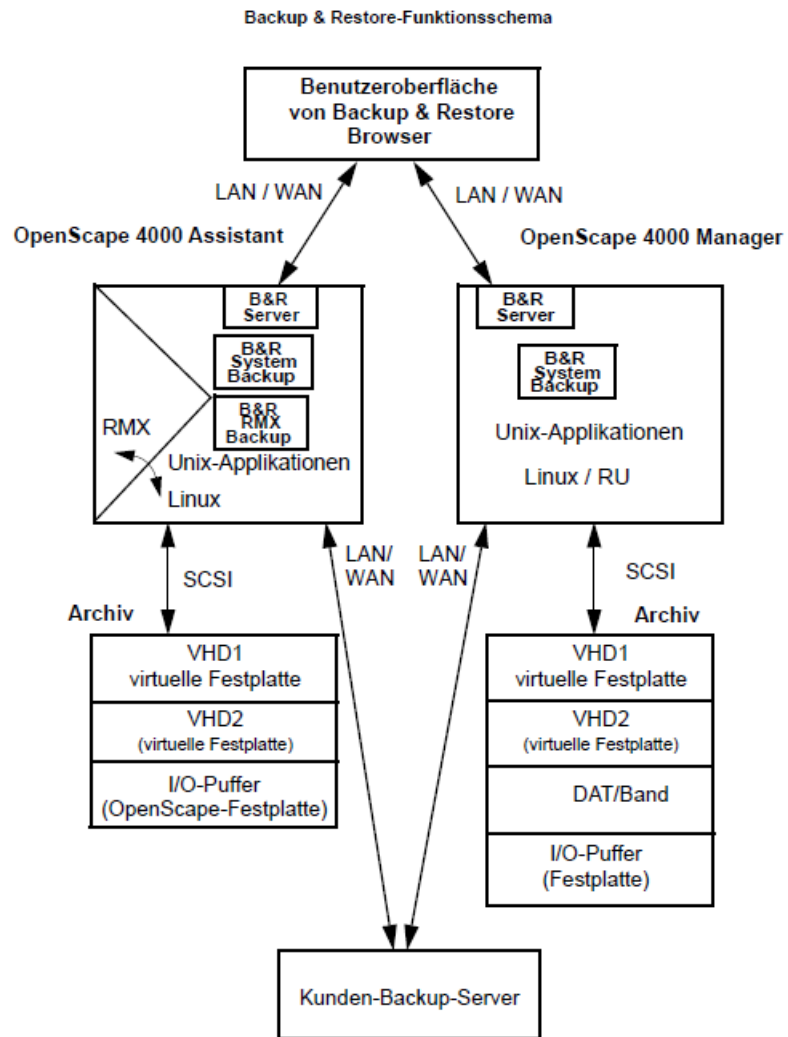 Backup & Restore-Funktionsschema
Benutzeroberfläche
von Backup & Restore
Browser
LAN / WAN
LAN / WAN
OpenScape 4000 Assistant
OpenScape 4000 Manager
B&R
Server
B&R
System
Backup
B&R
RMX
Backup
RMX
Unix-Applikationen
Linux
B&R
Server
B&R
System
Backup
Unix-Applikationen
Linux / RU
SCSI
LAN/
WAN
LAN/
WAN
SCSI
Archiv
VHD1
virtuelle Festplatte
VHD2
(virtuelle Festplatte)
I/O-Puffer
(OpenScape-Festplatte)
Archiv
VHD1
virtuelle Festplatte
VHD2
(virtuelle Festplatte)
DAT/Band
I/O-Puffer
(Festplatte)
Kunden-Backup-Server